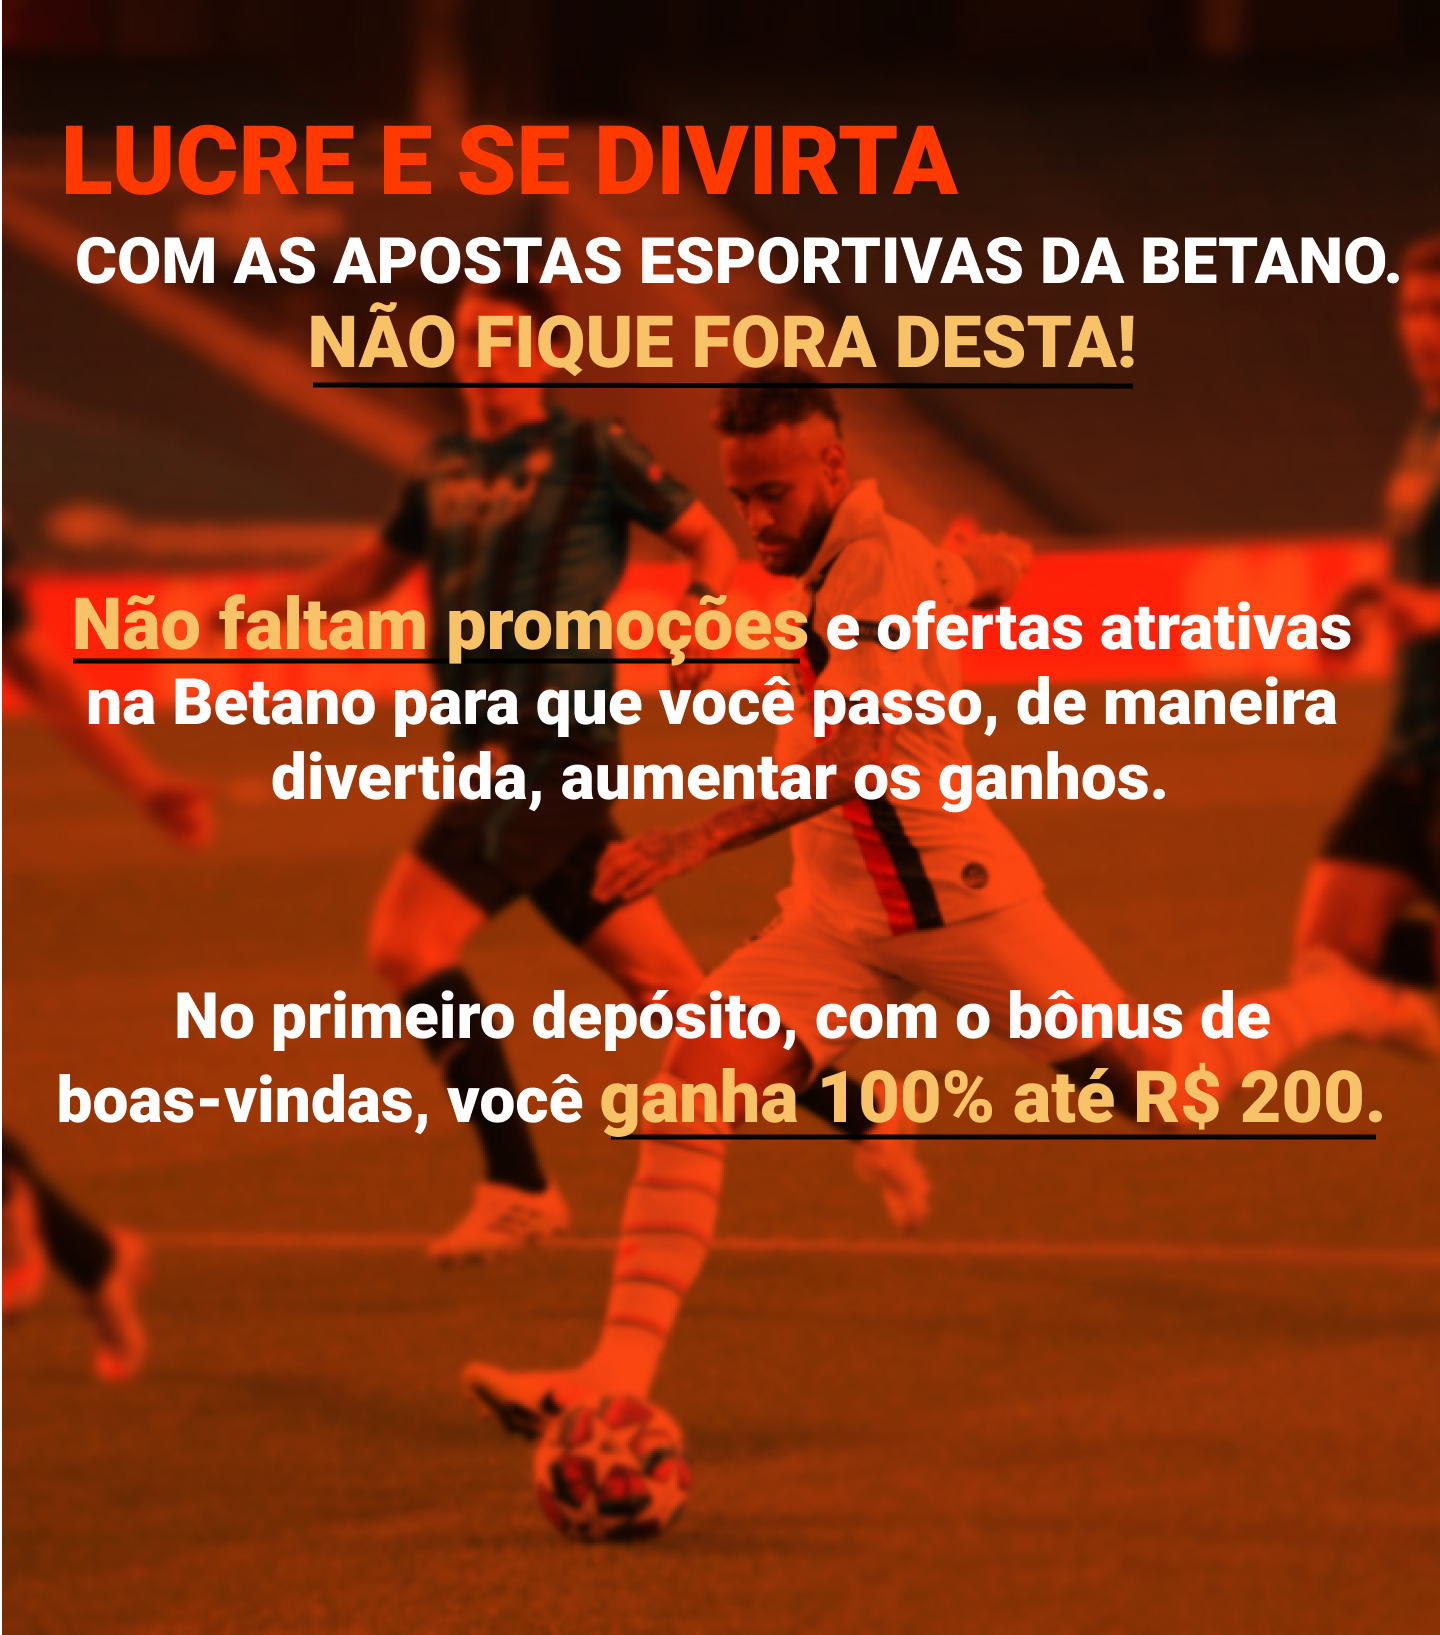 LUCRE E SE DIVIRTA
COM AS APOSTAS ESPORTIVAS DA BETANO.
NÃO FIQUE FORA DESTA!
Não faltam promoções e ofertas atrativas
na Betano para que você passo, de maneira
divertida, aumentar os ganhos.
No primeiro depósito, com o bônus de
boas-vindas, você ganha 100% até R$ 200.